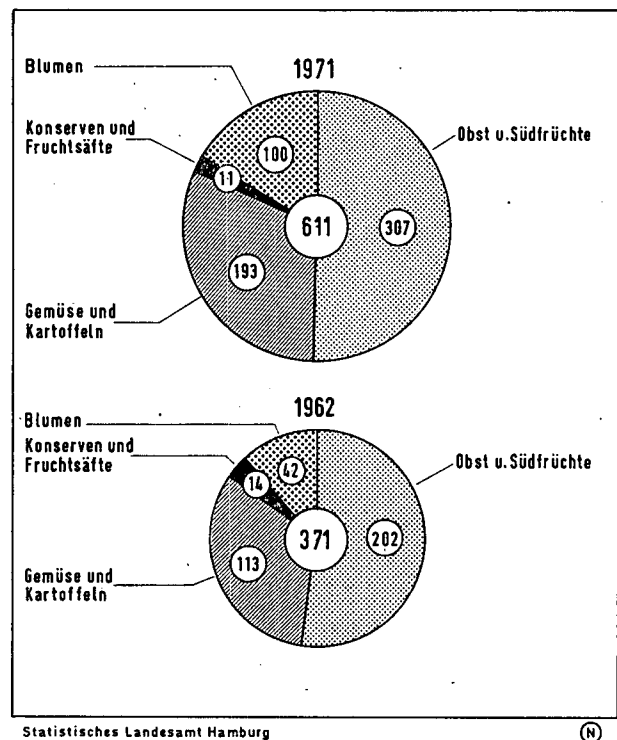 1971
Blumen
Konserven und
Fruchtsäfte
Obst u. Südfrüchte
100
11
611
307
193
Gemüse und
Kartoffeln
1962
Blumen
Konserven und
Fruchtsäfte
Obst u. Südfrüchte
42
14
371
202
113
Gemüse und
Kartoffeln
Statistisches Landesamt Hamburg
N